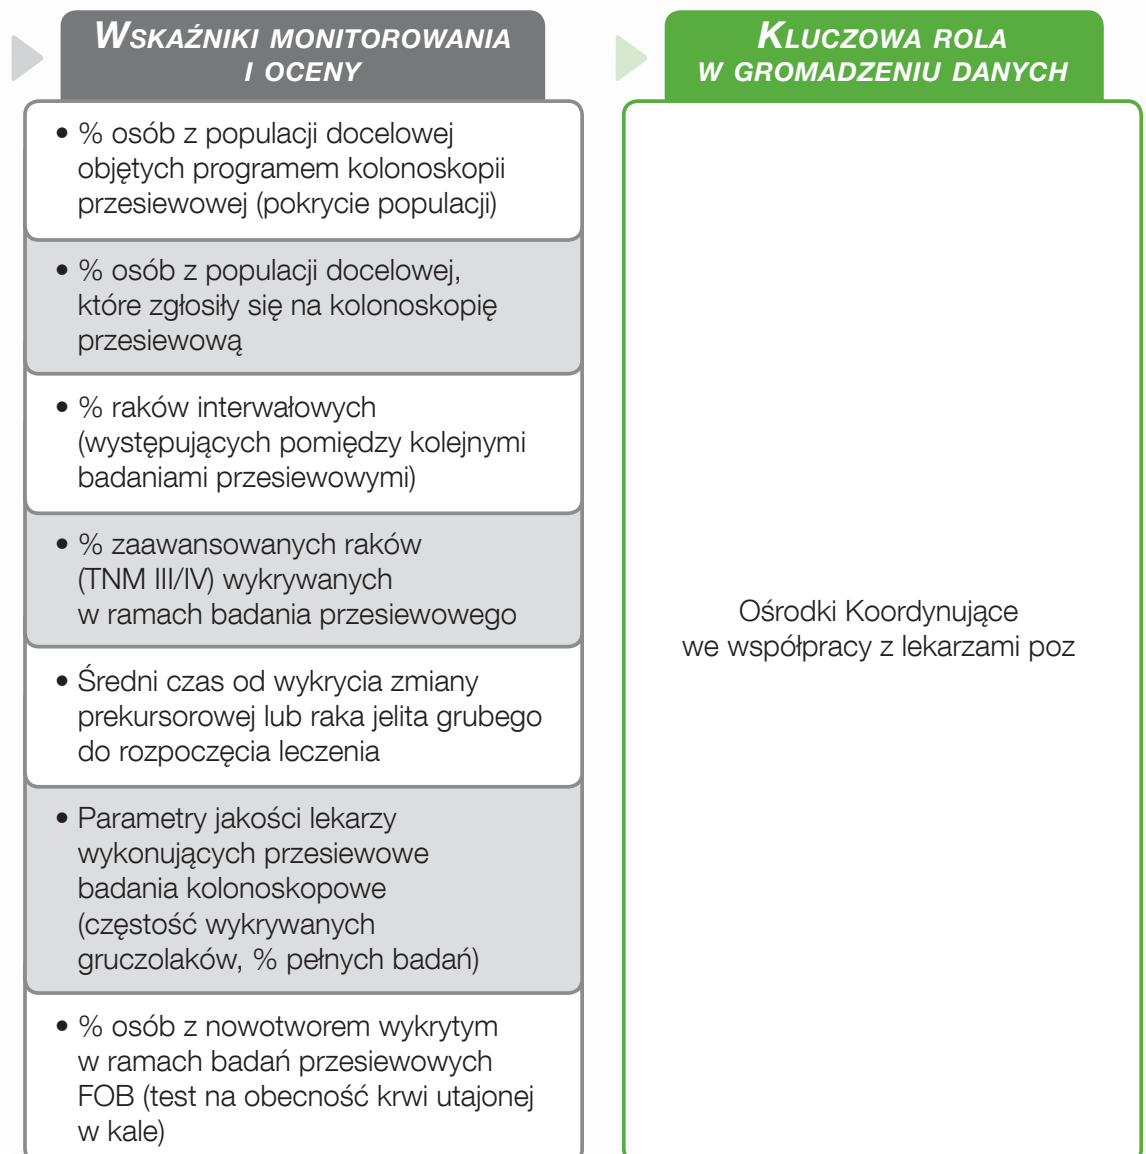 WSKAŹNIKI MONITOROWANIA
I OCENY
• % osób z populacji docelowej
objętych programem kolonoskopii
przesiewowej (pokrycie populacji)
• % osób z populacji docelowej,
które zgłosiły się na kolonoskopię
przesiewową
• % raków interwałowych
(występujących pomiędzy kolejnymi
badaniami przesiewowymi)
• % zaawansowanych raków
(TNM III/IV) wykrywanych
w ramach badania przesiewowego
• Średni czas od wykrycia zmiany
prekursorowej lub raka jelita grubego
do rozpoczęcia leczenia
• Parametry jakości lekarzy
wykonujących przesiewowe
badania kolonoskopowe
(częstość wykrywanych
gruczolaków, % pełnych badań)
• % osób z nowotworem wykrytym
w ramach badań przesiewowych
FOB (test na obecność krwi utajonej
w kale)
KLUCZOWA ROLA
W GROMADZENIU DANYCH
Ośrodki Koordynujące
we współpracy z lekarzami poz